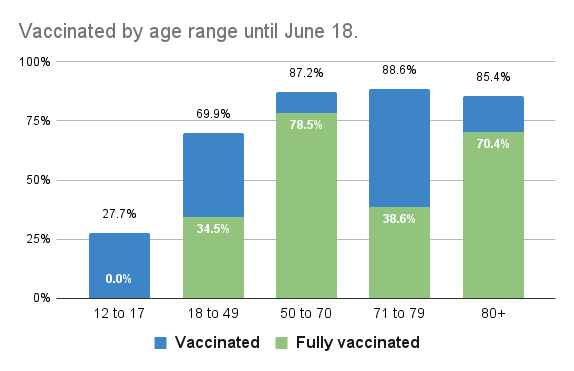 Vaccinated by age range until June 18.
100%
75%
50%
25%
0%
27.7%
69.9%
87.2%
88.6%
85.4%
0.0%
34.5%
78.5%
38.6%
70.4%
12 to 17
18 to 49
50 to 70
71 to 79
80+
Vaccinated
Fully vaccinated